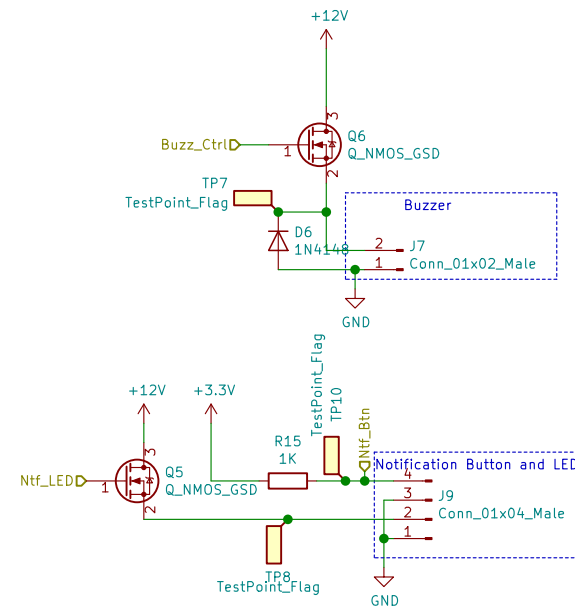 +12V
3
Q6
Buzz_Ctrl
1
Q_NMOS_GSD
2
TP7
TestPoint_Flag
Buzzer
D6
1N4148
2
J7
1
Conn_01x02_Male
GND
TestPoint_Flag
TP10
+12V
+3.3V
Ntf_Btn
3
R15
1K
Notification Button and LED
Q5
4
Ntf_LED
1
Q_NMOS_GSD
3
J9
2
2
Conn_01x04_Male
1
TP8
TestPoint_Flag
GND